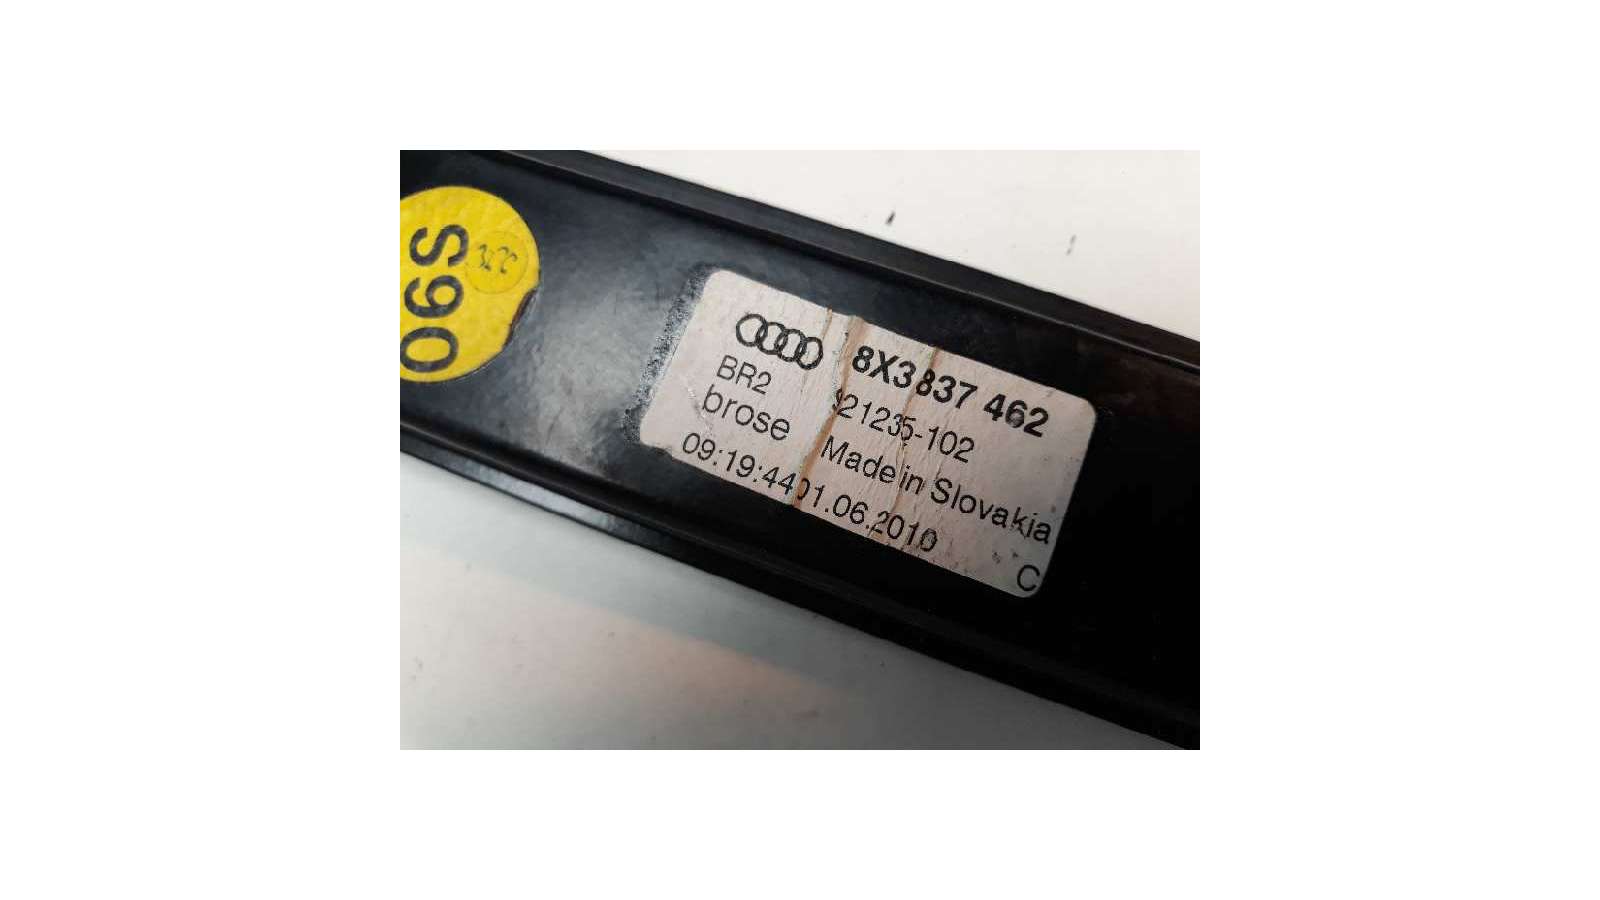 06S
8X3837 462
BR2 921235-102
brose Made in Slovakia
09:19:44 01.06.2010
C